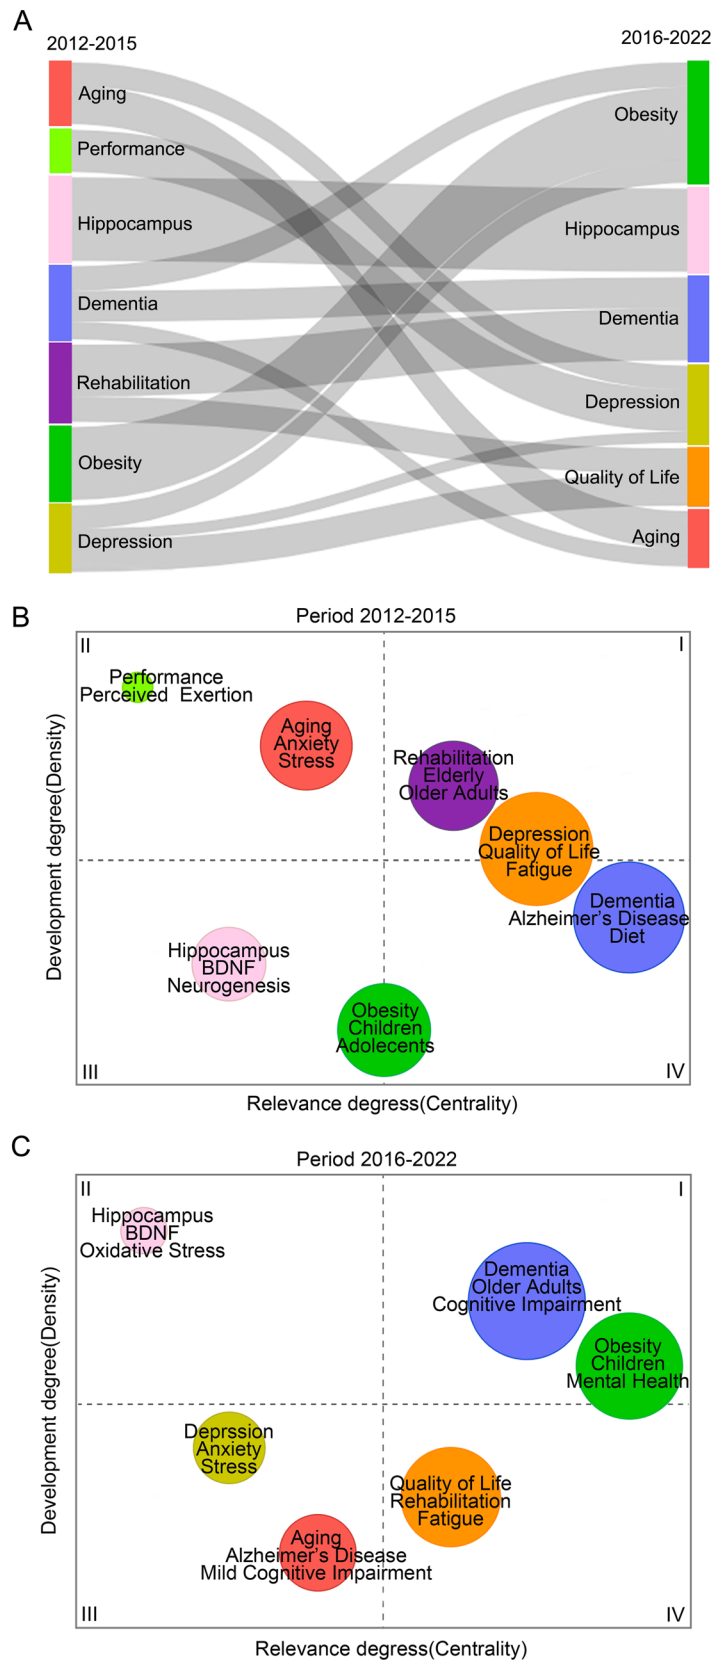 A
2012-2015
2016-2022
Aging
Performance
Hippocampus
Dementia
Rehabilitation
Obesity
Depression
Obesity
Hippocampus
Dementia
Depression
Quality of Life
Aging
B
Period 2012-2015
II
I
Performance
Perceived Exertion
Aging
Anxiety
Stress
Rehabilitation
Elderly
Older Adults
Depression
Quality of Life
Fatigue
Dementia
Alzheimer's Disease
Diet
Hippocampus
BDNF
Neurogenesis
Obesity
Children
Adolecents
III
IV
Development degree(Density)
Relevance degress(Centrality)
C
Period 2016-2022
II
I
Hippocampus
BDNF
Oxidative Stress
Dementia
Older Adults
Cognitive Impairment
Obesity
Children
Mental Health
Deprssion
Anxiety
Stress
Quality of Life
Rehabilitation
Fatigue
Aging
Alzheimer's Disease
Mild Cognitive Impairment
III
IV
Development degree(Density)
Relevance degress(Centrality)